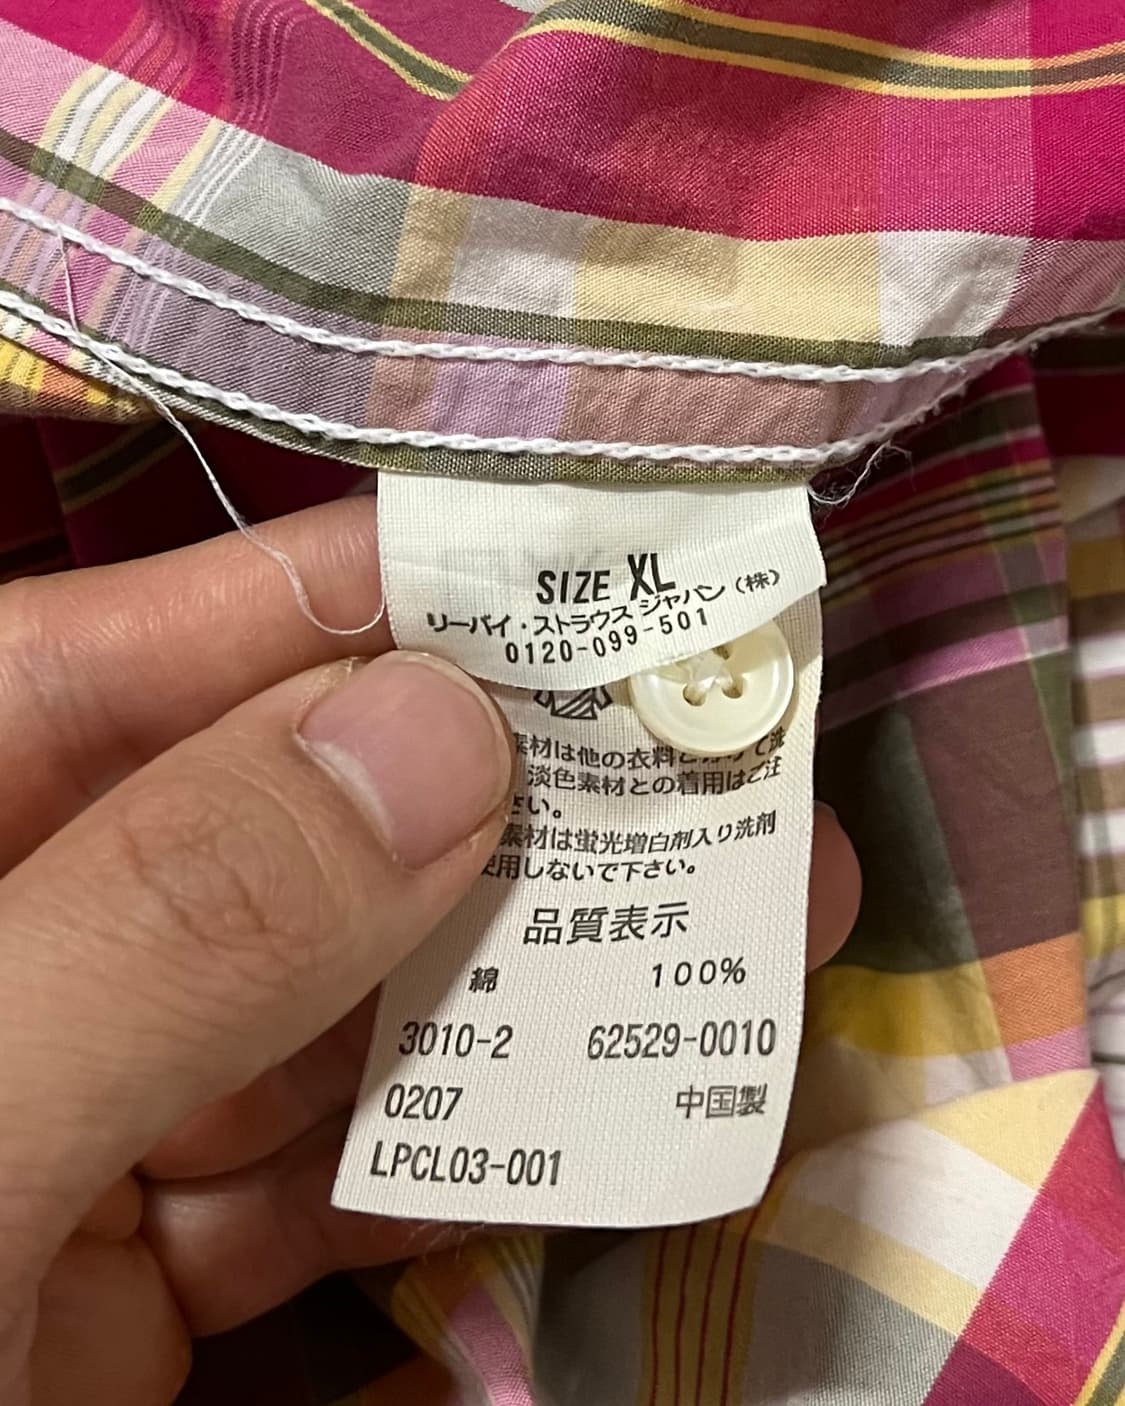 SIZE XL
リーバイ・ストラウス ジャパン（株）
0120-099-501
素材は他の衣料と て洗
淡色素材との着用はご注
さい。
素材は蛍光増白剤入り洗剤
使用しないで下さい。
品質表示
綿 100%
3010-2 62529-0010
0207 中国製
LPCL03-001